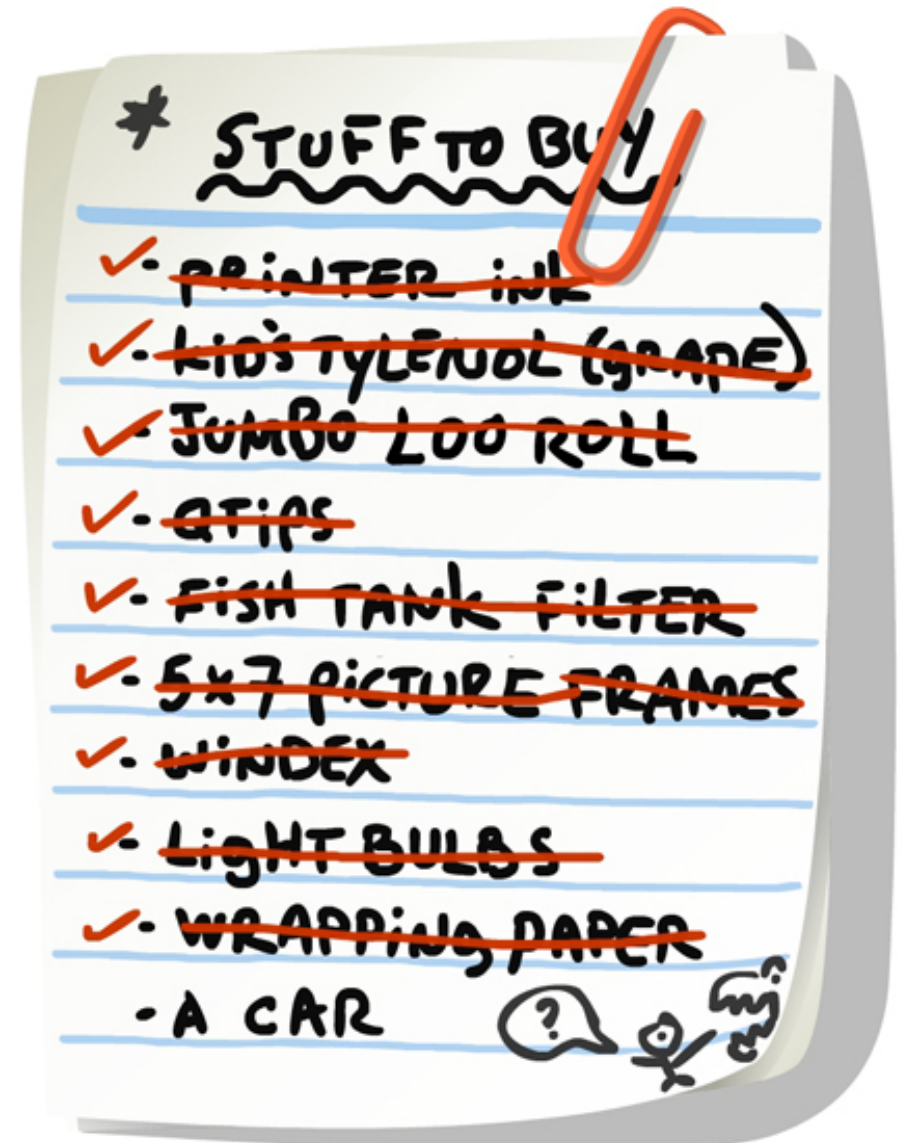 * STUFF TO BUY
- PRINTER INK
- KID'S TYLENOL (GRAPE)
- JUMBO LOO ROLL
- QTIPS
- FISH TANK FILTER
- 5x7 PICTURE FRAMES
- WINDEX
- LIGHT BULBS
- WRAPPING PAPER
- A CAR
?